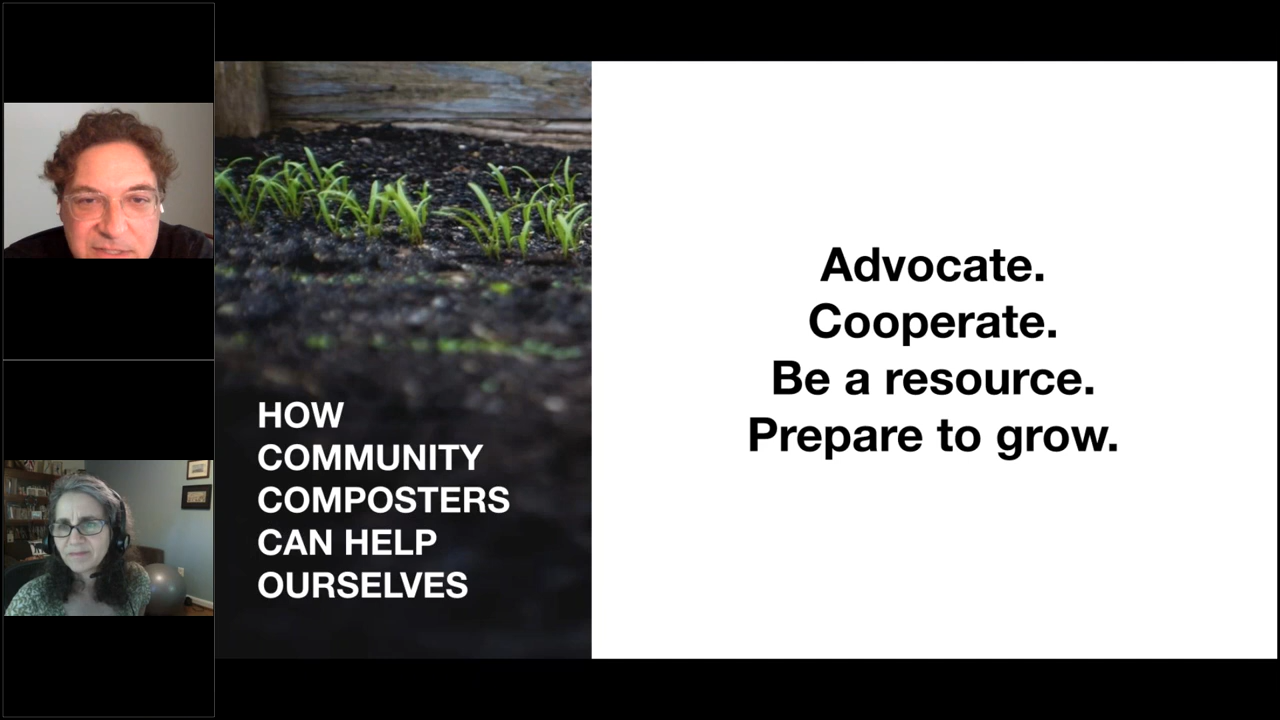 HOW
COMMUNITY
COMPOSTERS
CAN HELP
OURSELVES
Advocate.
Cooperate.
Be a resource.
Prepare to grow.